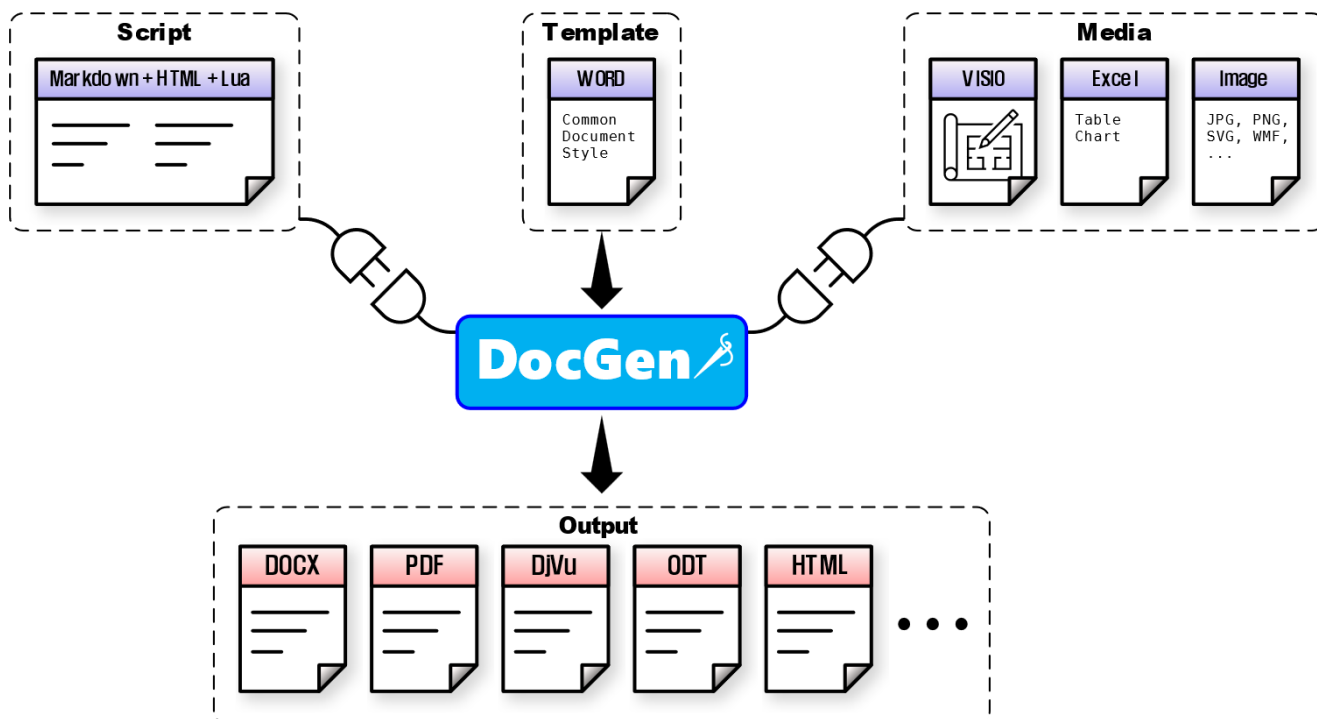 Script
Markdown + HTML + Lua
Template
WORD
Common
Document
Style
Media
VISIO
Excel
Table
Chart
Image
JPG, PNG,
SVG, WMF,
...
DocGen
Output
DOCX
PDF
DjVu
ODT
HTML